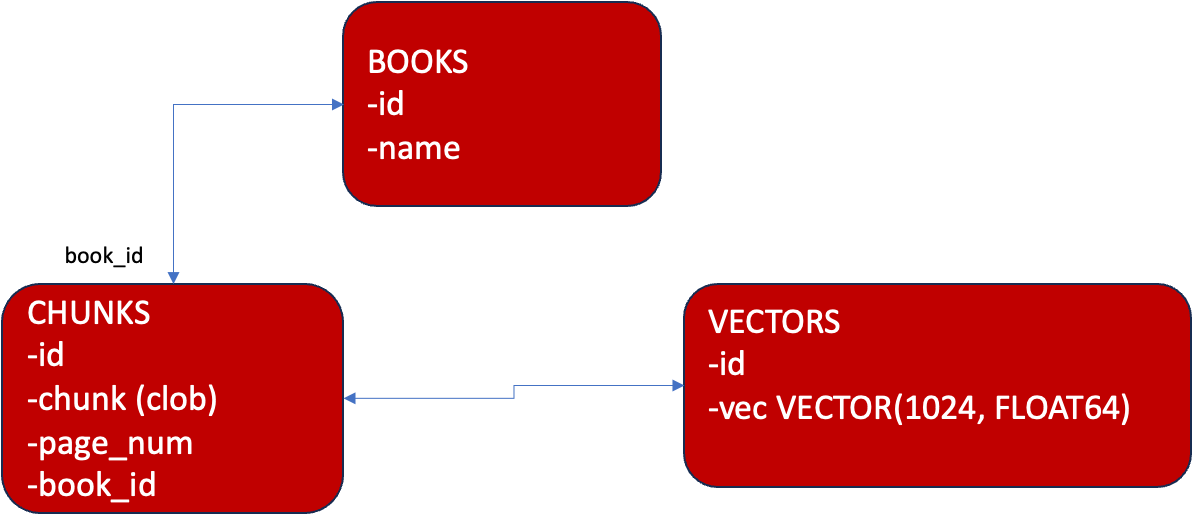 BOOKS
-id
-name
book_id
CHUNKS
-id
-chunk (clob)
-page_num
-book_id
VECTORS
-id
-vec VECTOR(1024, FLOAT64)